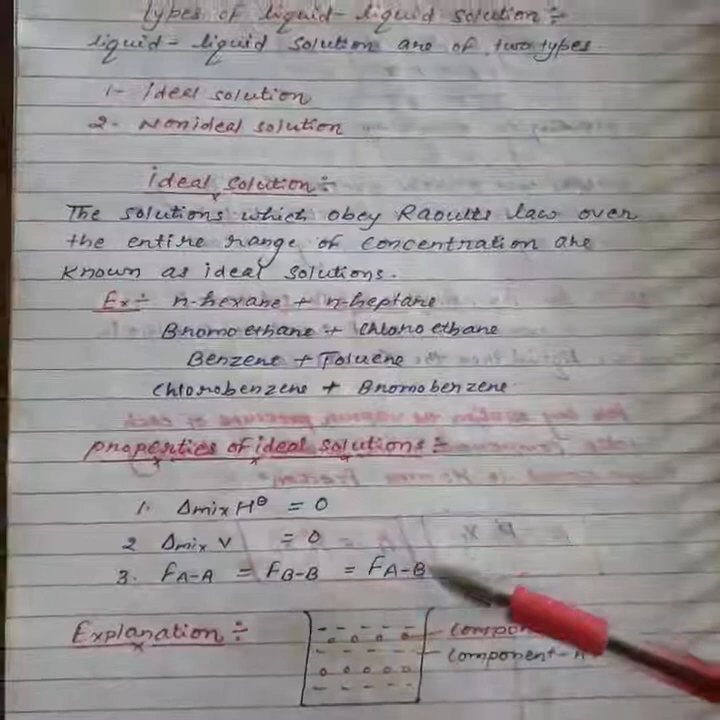 Types of liquid-liquid solution÷
liquid-liquid solution are of two types.
1- Ideal solution
2- Nonideal solution
ideal solution÷
The solutions which obey Raoults law over
the entire range of concentration are
known as ideal solutions.
Ex÷ n-hexane + n-heptane
Bromo ethane + chloro ethane
Benzene + Toluene
chlorobenzene + Bromobenzene
properties of ideal solutions÷
1. ΔmixH⁰ = 0
2 Δmix V = 0
3. FA-A = FB-B = FA-B
Explanation÷
component-